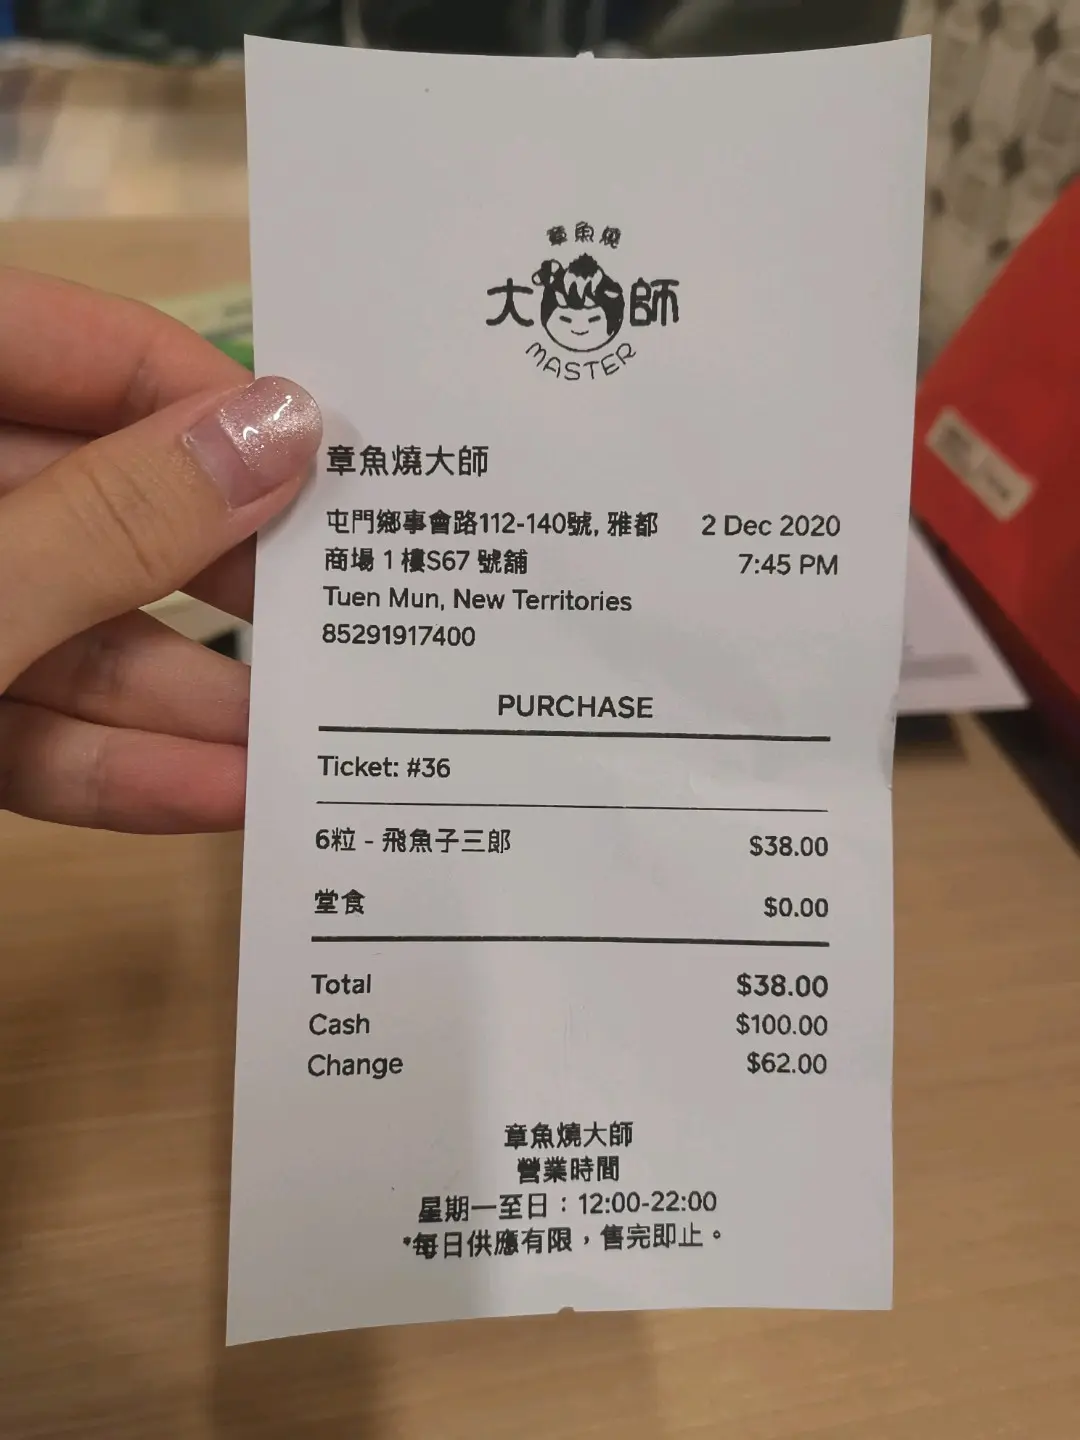 章魚燒
大師
MASTER
章魚燒大師
屯門鄉事會路112-140號, 雅都 2 Dec 2020
商場 1 樓S67 號舖 7:45 PM
Tuen Mun, New Territories
85291917400
PURCHASE
Ticket: #36
6粒 - 飛魚子三郎 $38.00
堂食 $0.00
Total $38.00
Cash $100.00
Change $62.00
章魚燒大師
營業時間
星期一至日：12:00-22:00
*每日供應有限，售完即止。